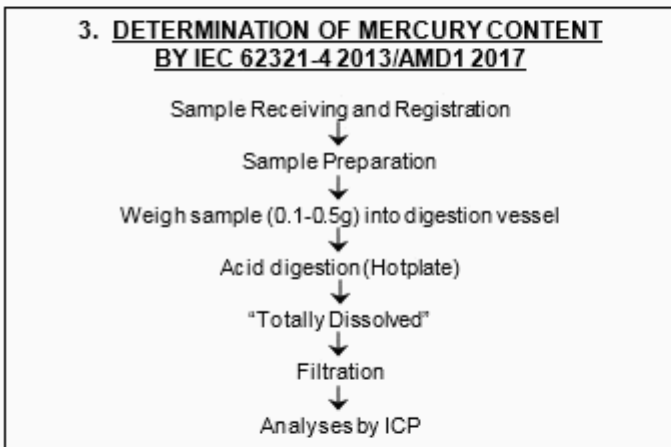 3. DETERMINATION OF MERCURY CONTENT
BY IEC 62321-4 2013/AMD1 2017
Sample Receiving and Registration
Sample Preparation
Weigh sample (0.1-0.5g) into digestion vessel
Acid digestion (Hotplate)
“Totally Dissolved”
Filtration
Analyses by ICP